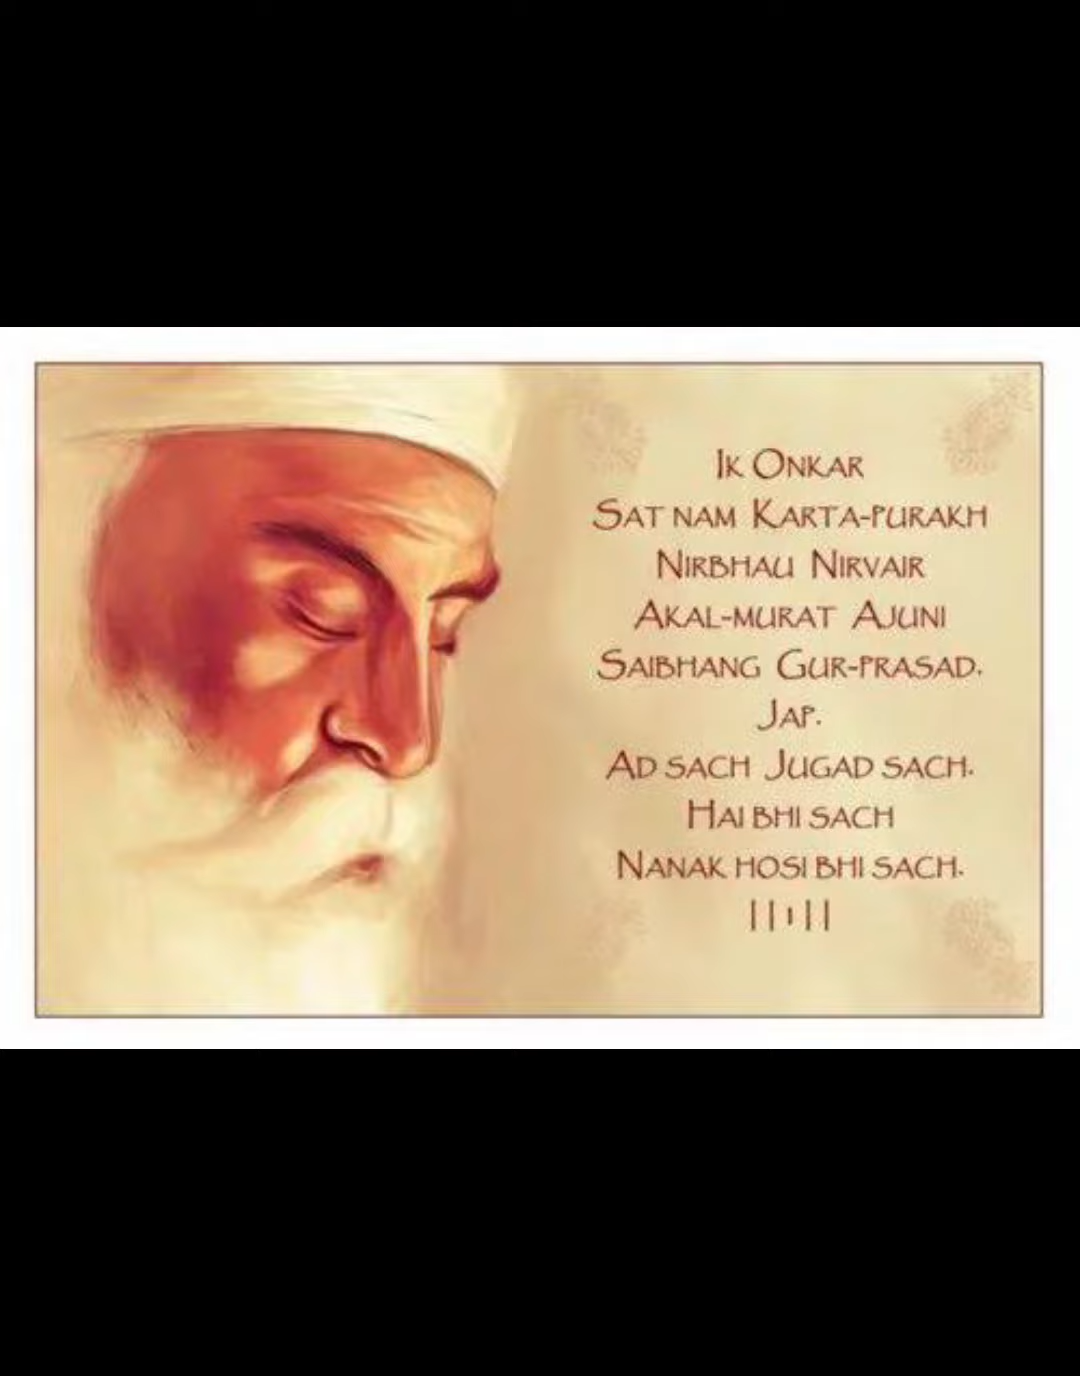 Ik Onkar
Sat nam Karta-purakh
Nirbhau Nirvair
Akal-murat Ajuni
Saibhang Gur-prasad.
Jap.
Ad sach Jugad sach.
Hai bhi sach
Nanak hosi bhi sach.
||1||